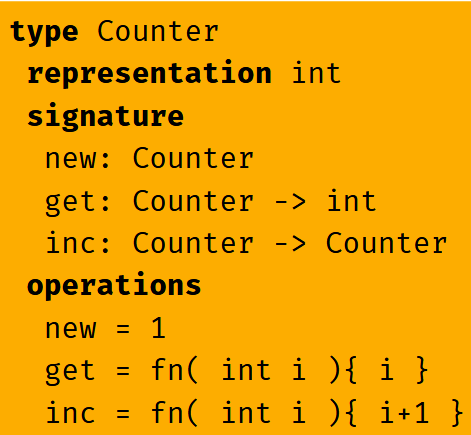 type Counter
representation int
signature
new: Counter
get: Counter -> int
inc: Counter -> Counter
operations
new = 1
get = fn( int i ){ i }
inc = fn( int i ){ i+1 }